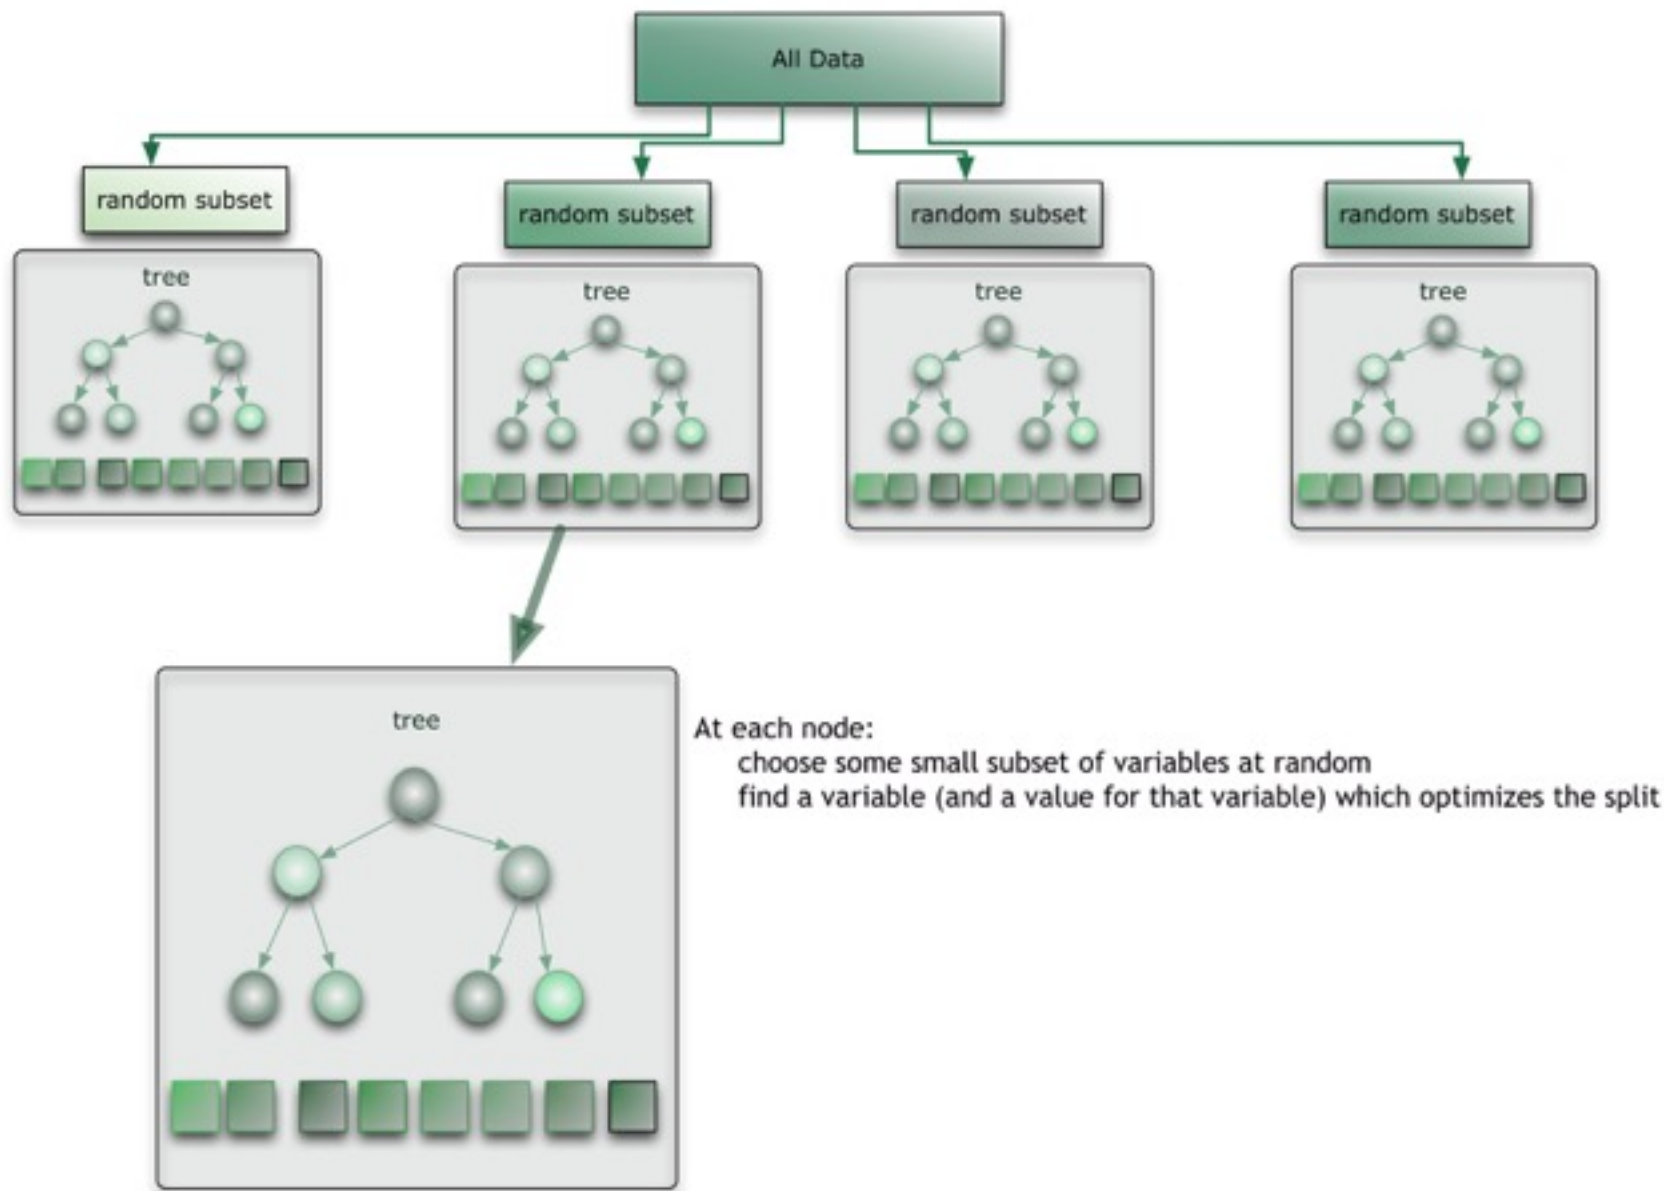 All Data
random subset
random subset
random subset
random subset
tree
tree
tree
tree
tree
At each node:
choose some small subset of variables at random
find a variable (and a value for that variable) which optimizes the split